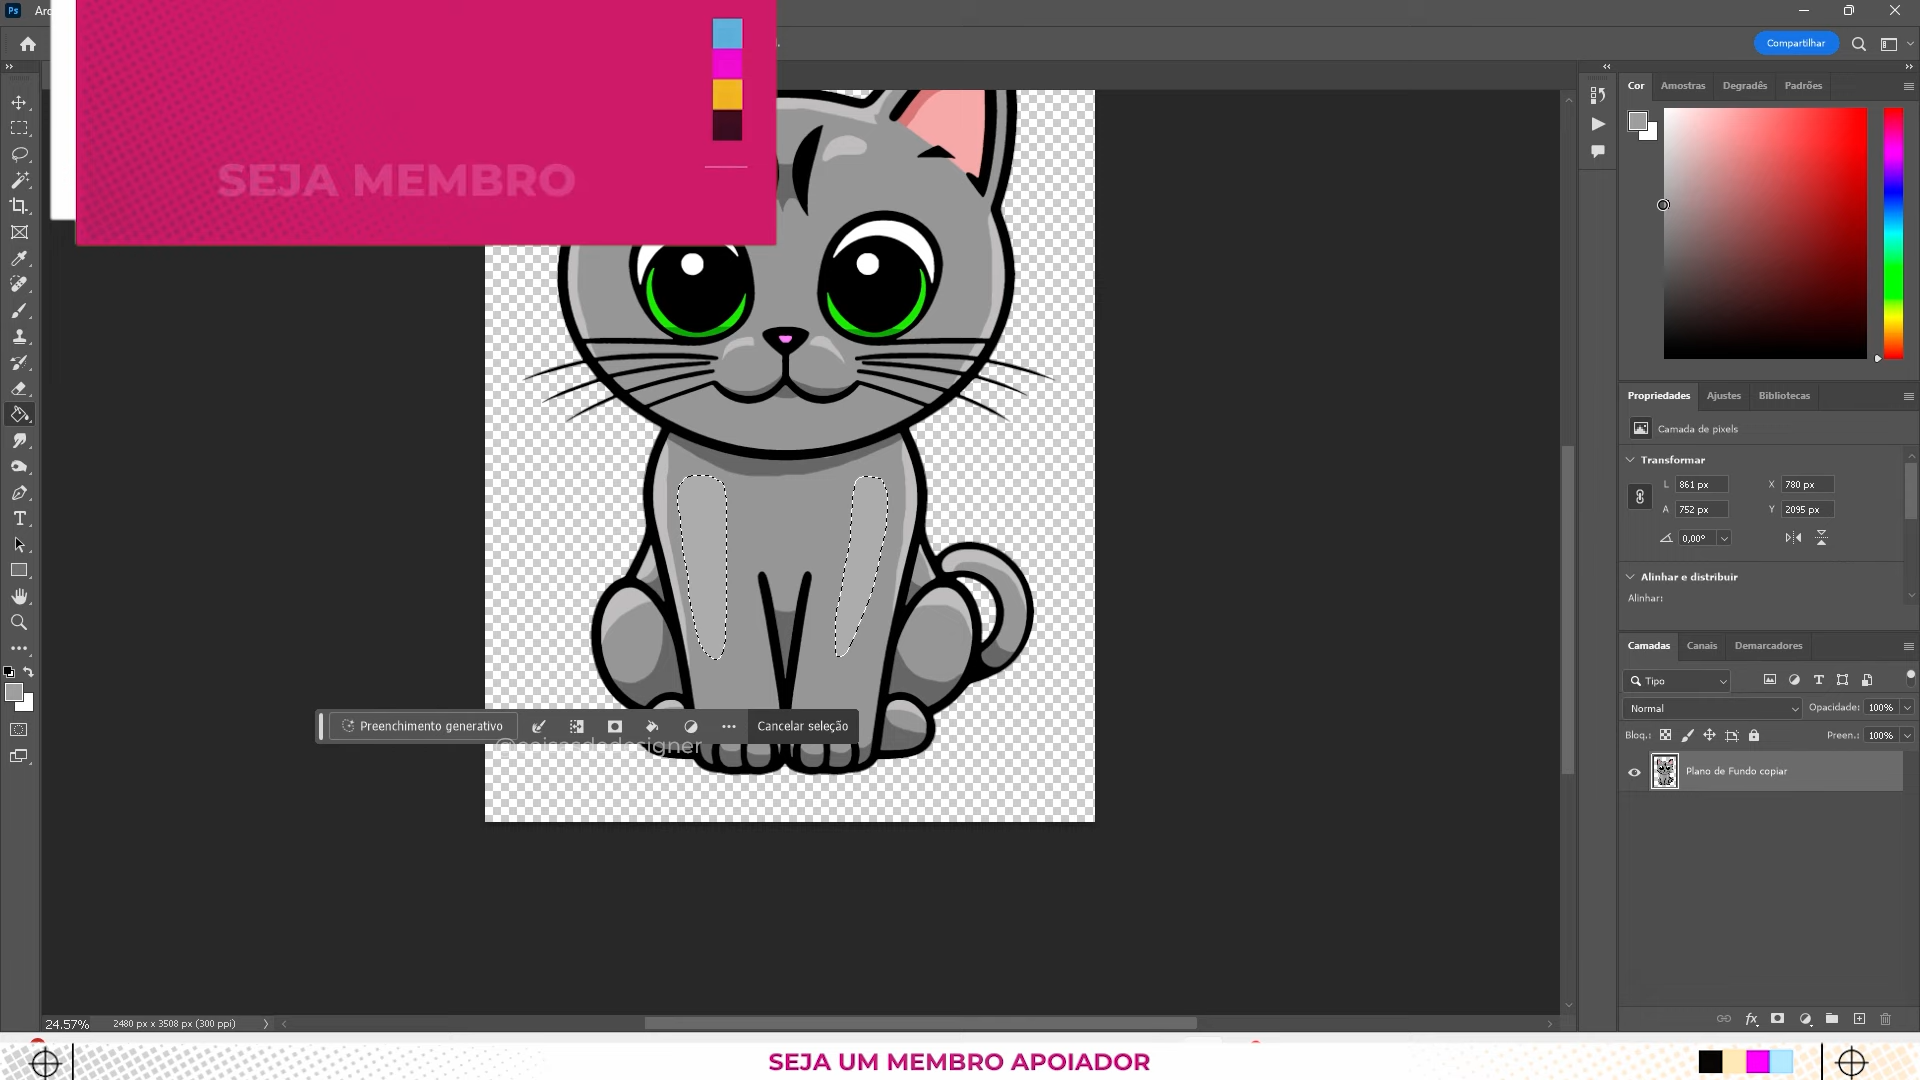 Ps
Arc
SEJA MEMBRO
Compartilhar
Cor
Amostras
Degradês
Padrões
Propriedades
Ajustes
Bibliotecas
Camada de pixels
Transformar
L 861 px X 780 px
A 752 px Y 2095 px
0,00°
Alinhar e distribuir
Alinhar:
Camadas
Canais
Demarcadores
Tipo
Normal
Opacidade: 100%
Bloq.:
Preen.: 100%
Plano de Fundo copiar
fx
Preenchimento generativo
Cancelar seleção
24.57%
2480 px x 3508 px (300 ppi)
SEJA UM MEMBRO APOIADOR